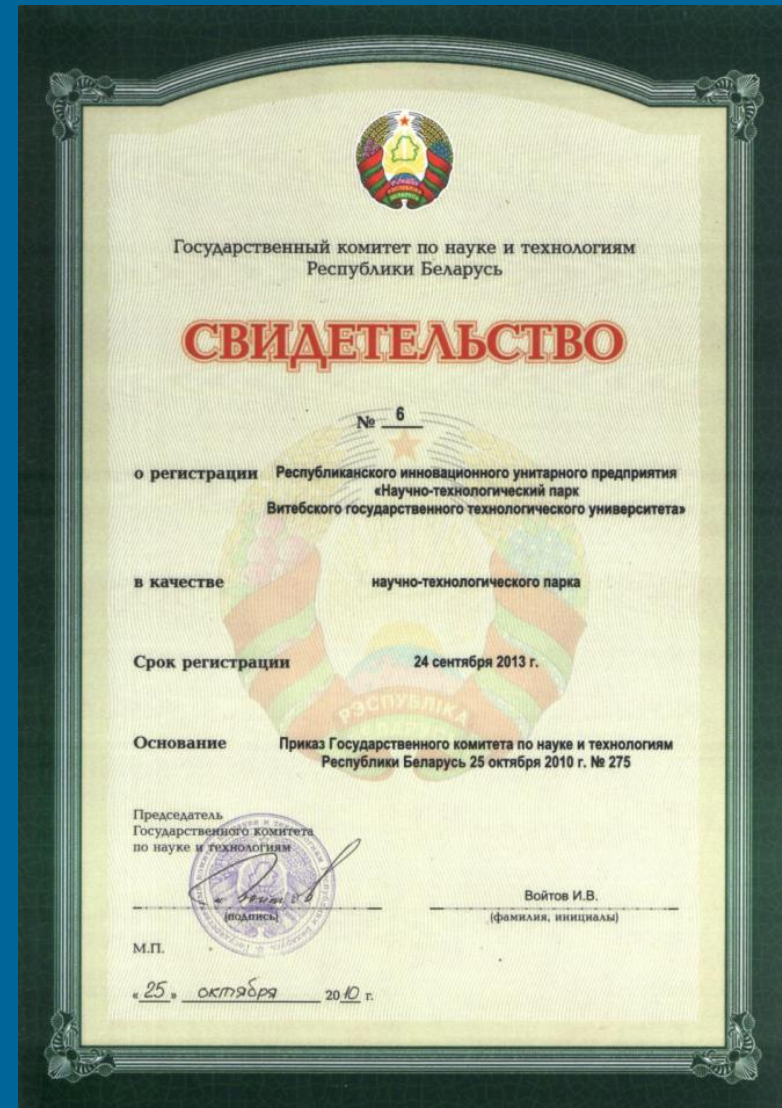 Государственный комитет по науке и технологиям
Республики Беларусь
СВИДЕТЕЛЬСТВО
№ 6
о регистрации Республиканского инновационного унитарного предприятия
«Научно-технологический парк
Витебского государственного технологического университета»
в качестве научно-технологического парка
Срок регистрации 24 сентября 2013 г.
РЭСПУБЛІКА
Основание Приказ Государственного комитета по науке и технологиям
Республики Беларусь 25 октября 2010 г. № 275
Председатель
Государственного комитета
по науке и технологиям
Войтов И.В.
(подпись) (фамилия, инициалы)
М.П.
«25» октября 2010 г.